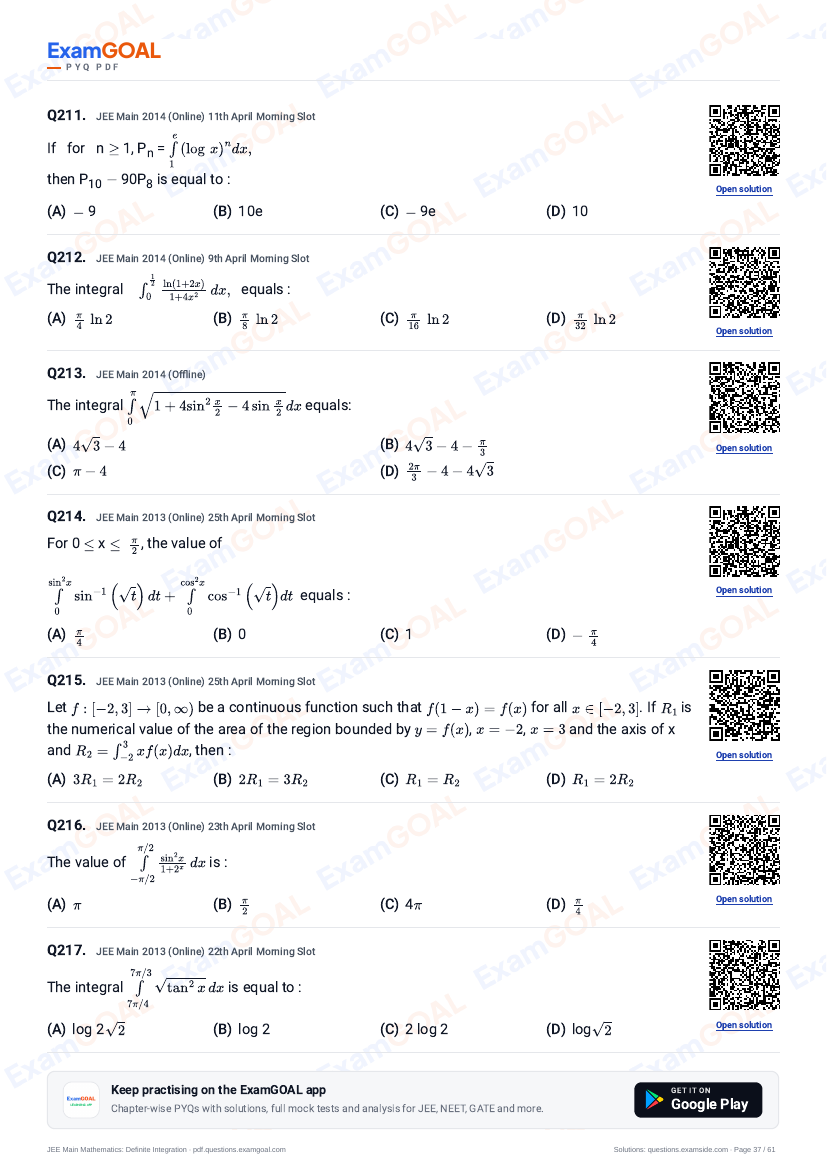 ExamGOAL
PYQ PDF
Q211. JEE Main 2014 (Online) 11th April Morning Slot
If for n ≥ 1, Pₙ = ∫₁ᵉ (log x)ⁿ dx,
then P₁₀ − 90P₈ is equal to :
(A) − 9 (B) 10e (C) − 9e (D) 10
Open solution
Q212. JEE Main 2014 (Online) 9th April Morning Slot
The integral ∫₀^(1/2) ln(1+2x)/(1+4x²) dx, equals :
(A) π/4 ln 2 (B) π/8 ln 2 (C) π/16 ln 2 (D) π/32 ln 2
Open solution
Q213. JEE Main 2014 (Offline)
The integral ∫₀^π √(1 + 4sin² x/2 − 4 sin x/2) dx equals:
(A) 4√3 − 4 (B) 4√3 − 4 − π/3
(C) π − 4 (D) 2π/3 − 4 − 4√3
Open solution
Q214. JEE Main 2013 (Online) 25th April Morning Slot
For 0 ≤ x ≤ π/2, the value of
∫₀^(sin²x) sin⁻¹ (√t) dt + ∫₀^(cos²x) cos⁻¹ (√t) dt equals :
(A) π/4 (B) 0 (C) 1 (D) − π/4
Open solution
Q215. JEE Main 2013 (Online) 25th April Morning Slot
Let f : [−2, 3] → [0, ∞) be a continuous function such that f(1 − x) = f(x) for all x ∈ [−2, 3]. If R₁ is
the numerical value of the area of the region bounded by y = f(x), x = −2, x = 3 and the axis of x
and R₂ = ∫₋₂³ xf(x)dx, then :
(A) 3R₁ = 2R₂ (B) 2R₁ = 3R₂ (C) R₁ = R₂ (D) R₁ = 2R₂
Open solution
Q216. JEE Main 2013 (Online) 23th April Morning Slot
The value of ∫_(−π/2)^(π/2) sin²x/(1+2ˣ) dx is :
(A) π (B) π/2 (C) 4π (D) π/4
Open solution
Q217. JEE Main 2013 (Online) 22th April Morning Slot
The integral ∫_(7π/4)^(7π/3) √(tan² x) dx is equal to :
(A) log 2√2 (B) log 2 (C) 2 log 2 (D) log√2
Open solution
Keep practising on the ExamGOAL app
Chapter-wise PYQs with solutions, full mock tests and analysis for JEE, NEET, GATE and more.
ExamGOAL
GET IT ON
Google Play
JEE Main Mathematics: Definite Integration · pdf.questions.examgoal.com
Solutions: questions.examside.com · Page 37 / 61